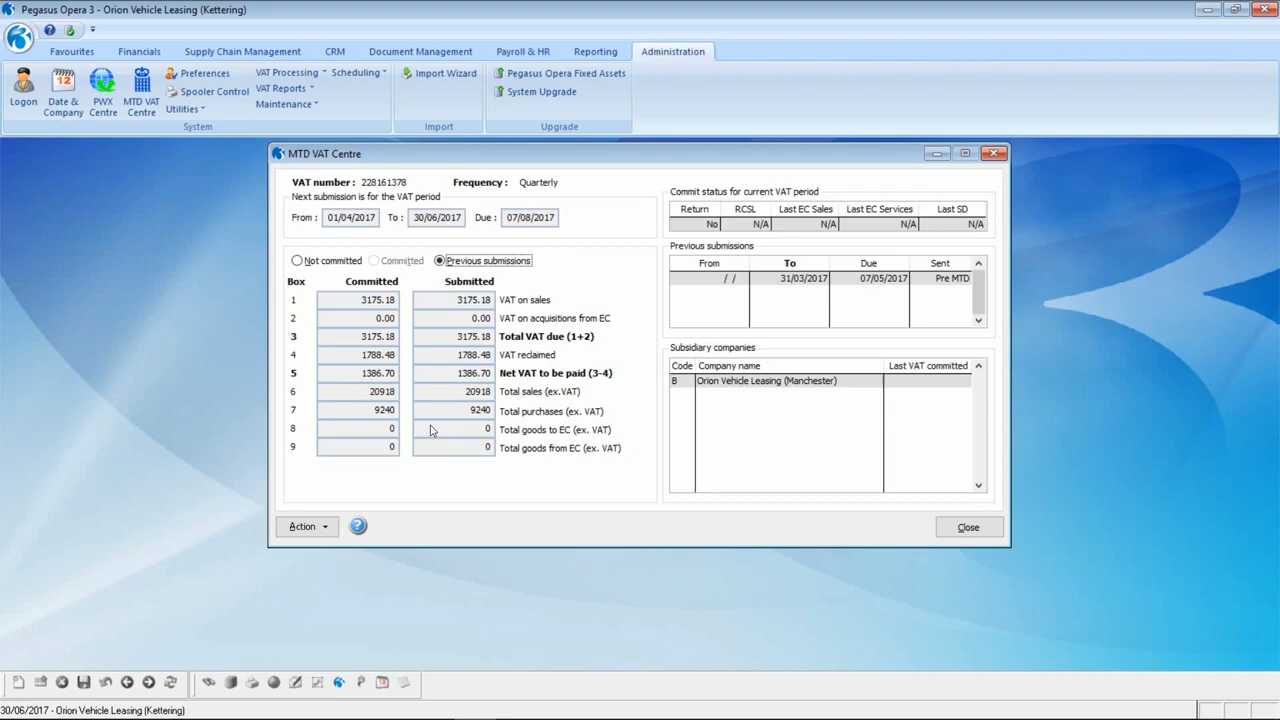 Pegasus Opera 3 - Orion Vehicle Leasing (Kettering)
Favourites Financials Supply Chain Management CRM Document Management Payroll & HR Reporting Administration
Logon
Date & Company
PWX Centre
MTD VAT Centre
Preferences
Spooler Control
Utilities
VAT Processing
VAT Reports
Maintenance
Scheduling
System
Import Wizard
Import
Pegasus Opera Fixed Assets
System Upgrade
Upgrade
MTD VAT Centre
VAT number : 228161378 Frequency : Quarterly
Next submission is for the VAT period
From : 01/04/2017 To : 30/06/2017 Due : 07/08/2017
Not committed Committed Previous submissions
Box Committed Submitted
1 3175.18 3175.18 VAT on sales
2 0.00 0.00 VAT on acquisitions from EC
3 3175.18 3175.18 Total VAT due (1+2)
4 1788.48 1788.48 VAT reclaimed
5 1386.70 1386.70 Net VAT to be paid (3-4)
6 20918 20918 Total sales (ex.VAT)
7 9240 9240 Total purchases (ex. VAT)
8 0 0 Total goods to EC (ex. VAT)
9 0 0 Total goods from EC (ex. VAT)
Commit status for current VAT period
Return RCSL Last EC Sales Last EC Services Last SD
No N/A N/A N/A N/A
Previous submissions
From To Due Sent
/ / 31/03/2017 07/05/2017 Pre MTD
Subsidiary companies
Code Company name Last VAT committed
B Orion Vehicle Leasing (Manchester)
Action Close
30/06/2017 - Orion Vehicle Leasing (Kettering)